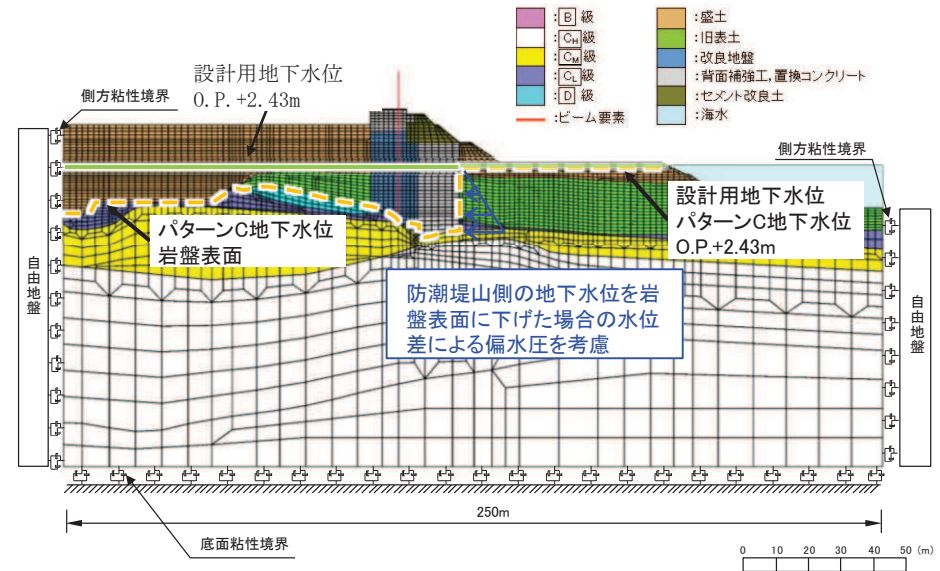 :B 級
:CH 級
:CM 級
:CL 級
:D 級
:ビーム要素
:盛土
:旧表土
:改良地盤
:背面補強工,置換コンクリート
:セメント改良土
:海水
設計用地下水位
O.P.+2.43m
側方粘性境界
側方粘性境界
自由地盤
自由地盤
パターンC地下水位
岩盤表面
設計用地下水位
パターンC地下水位
O.P.+2.43m
防潮堤山側の地下水位を岩
盤表面に下げた場合の水位
差による偏水圧を考慮
250m
底面粘性境界
0 10 20 30 40 50 (m)